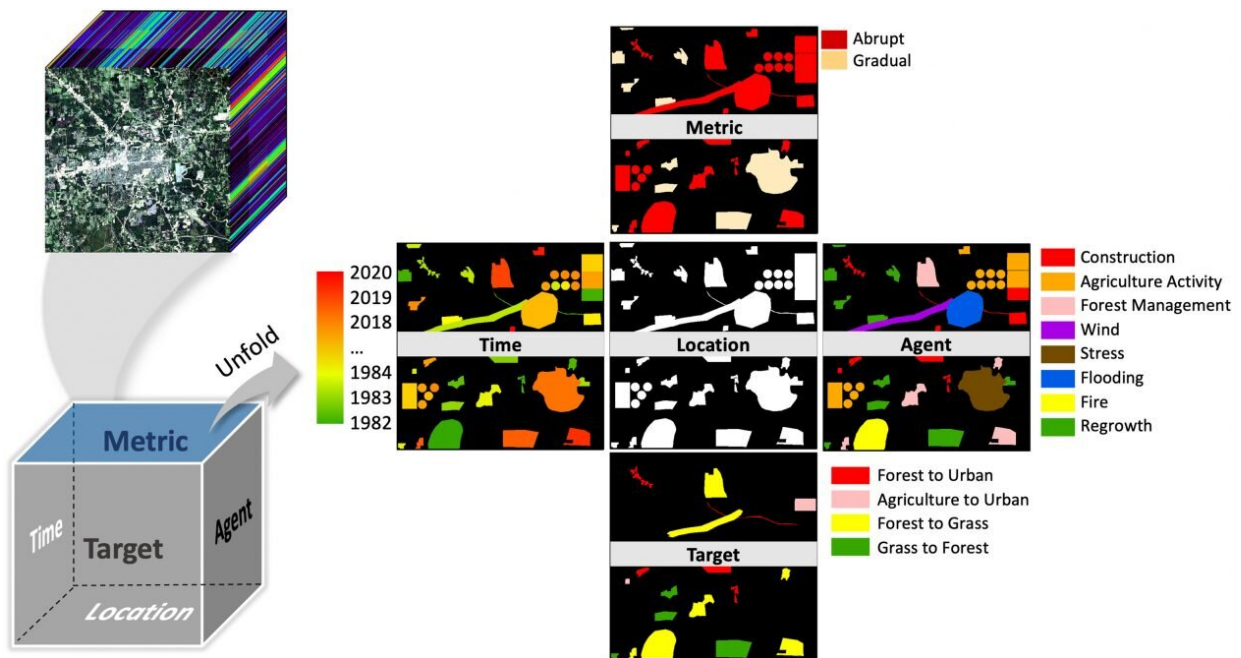 Abrupt
Gradual
Metric
2020
2019
2018
...
1984
1983
1982
Time
Location
Agent
Construction
Agriculture Activity
Forest Management
Wind
Stress
Flooding
Fire
Regrowth
Unfold
Metric
Time
Target
Agent
Location
Forest to Urban
Agriculture to Urban
Forest to Grass
Grass to Forest
Target